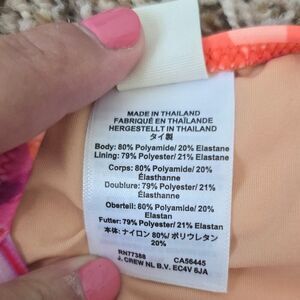 MADE IN THAILAND
FABRIQUÉ EN THAÏLANDE
HERGESTELLT IN THAILAND
タイ製
Body: 80% Polyamide/ 20% Elastane
Lining: 79% Polyester/ 21% Elastane
Corps: 80% Polyamide/ 20%
Élasthanne
Doublure: 79% Polyester/ 21%
Élasthanne
Oberteil: 80% Polyamide/ 20%
Elastan
Futter: 79% Polyester/ 21% Elastan
本体: ナイロン 80%/ ポリウレタン
20%
RN77388 CA56445
J. CREW NL B.V. EC4V 6JA